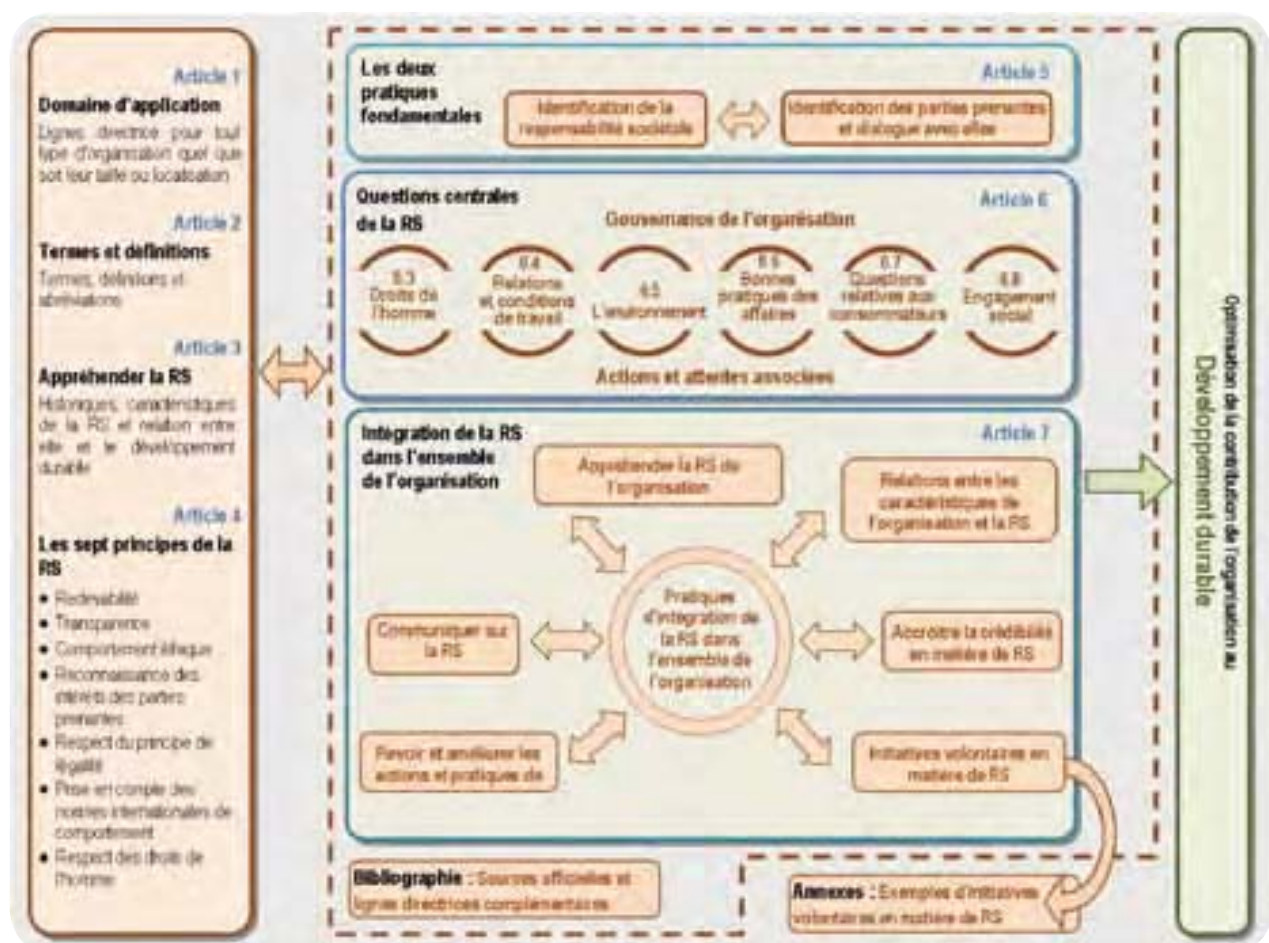 Article 1
Domaine d'application
Lignes directrice pour tout
type d'organisation quel que
soit leur taille ou localisation
Article 2
Termes et définitions
Termes, définitions et
abréviations
Article 3
Appréhender la RS
Historiques, caractéristiques
de la RS et relation entre
elle et le développement
durable
Article 4
Les sept principes de la
RS
• Redevabilité
• Transparence
• Comportement éthique
• Reconnaissance des
intérêts des parties
prenantes
• Respect du principe de
légalité
• Prise en compte des
normes internationales de
comportement
• Respect des droits de
l'homme
Les deux
pratiques
fondamentales
Article 5
Identification de la
responsabilité sociétale
Identification des parties prenantes
et dialogue avec elles
Questions centrales
de la RS
Article 6
Gouvernance de l'organisation
6.3
Droits de
l'homme
6.4
Relations
et conditions
de travail
6.5
L'environnement
6.6
Bonnes
pratiques des
affaires
6.7
Questions
relatives aux
consommateurs
6.8
Engagement
social
Actions et attentes associées
Intégration de la RS
dans l'ensemble
de l'organisation
Article 7
Appréhender la RS de
l'organisation
Relations entre les
caractéristiques de
l'organisation et la RS
Pratiques
d'intégration de
la RS dans
l'ensemble de
l'organisation
Communiquer sur
la RS
Accroitre la crédibilité
en matière de RS
Revoir et améliorer les
actions et pratiques de
Initiatives volontaires en
matière de RS
Bibliographie : Sources officielles et
lignes directrices complémentaires
Annexes : Exemples d'initiatives
volontaires en matière de RS
Optimisation de la contribution de l'organisation au
Développement durable